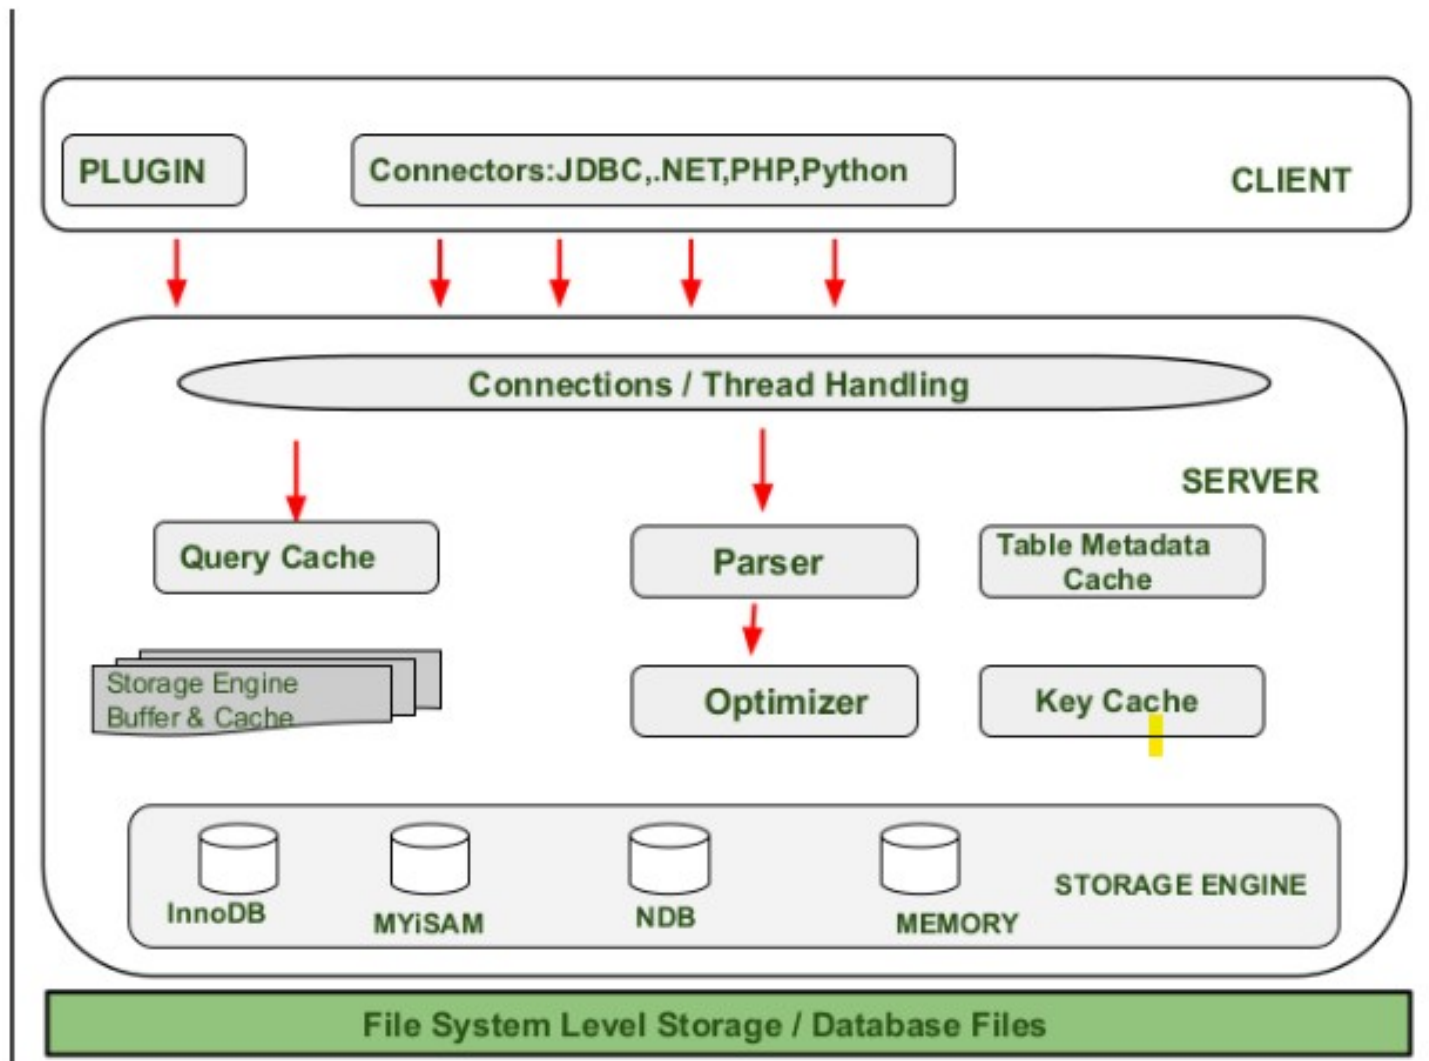 PLUGIN
Connectors:JDBC,.NET,PHP,Python
CLIENT
Connections / Thread Handling
SERVER
Query Cache
Parser
Table Metadata
Cache
Storage Engine
Buffer & Cache
Optimizer
Key Cache
InnoDB
MYiSAM
NDB
MEMORY
STORAGE ENGINE
File System Level Storage / Database Files